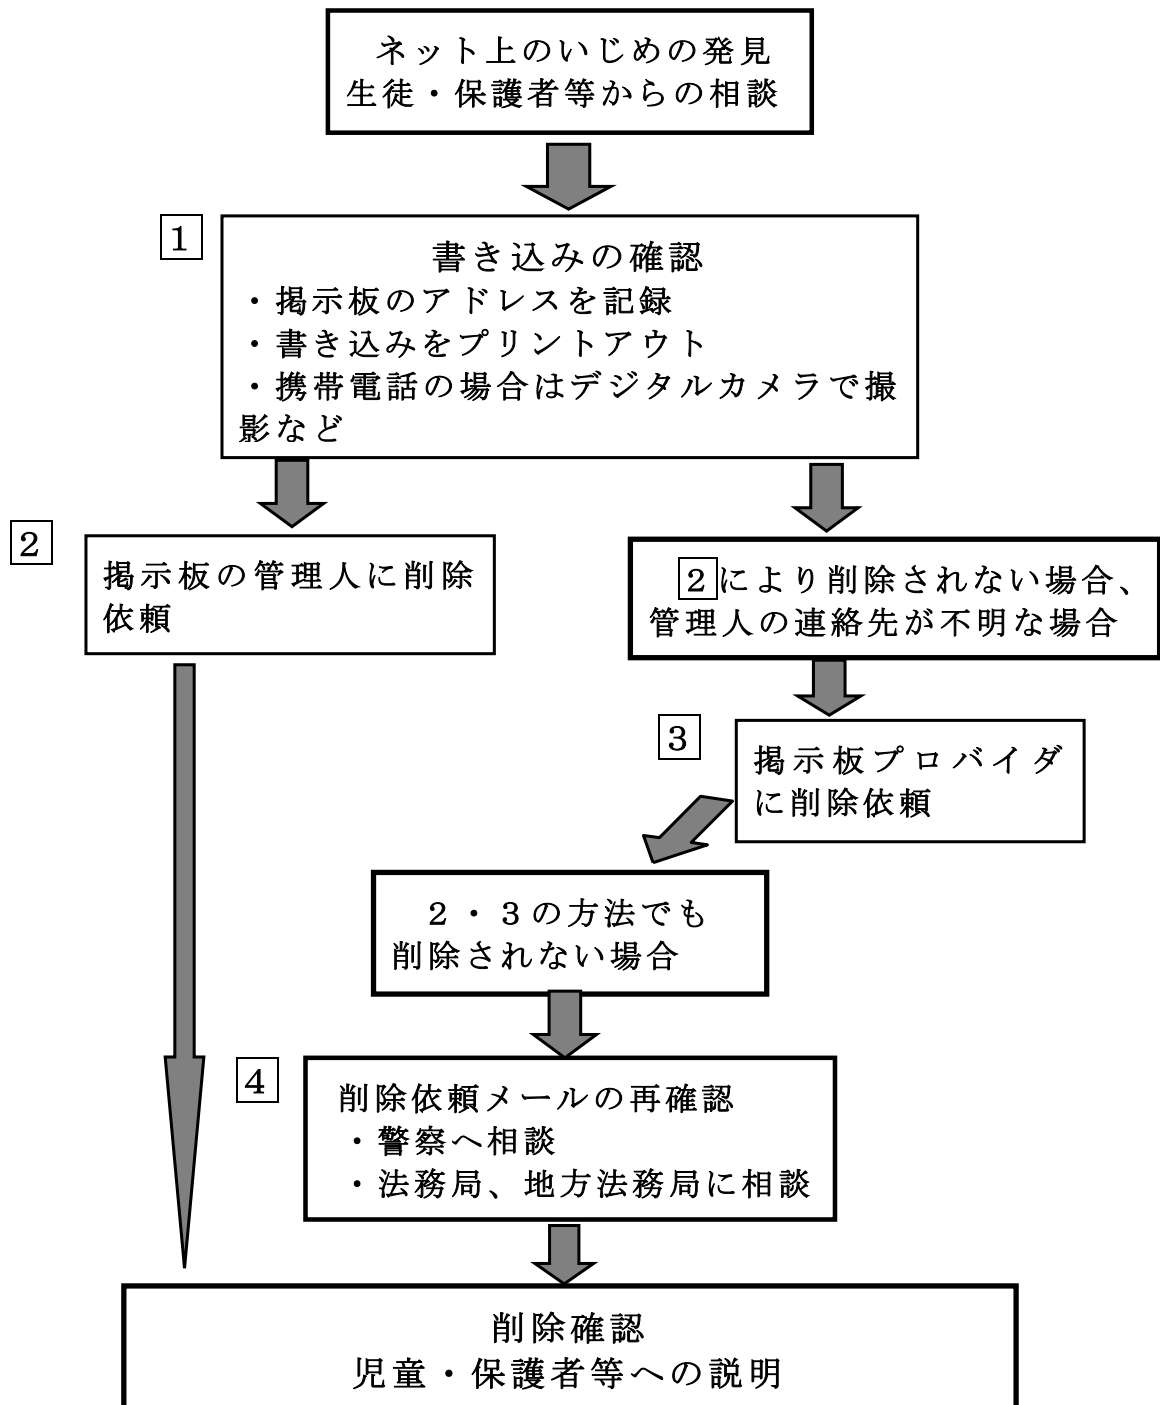 ネット上のいじめの発見
生徒・保護者等からの相談
1
書き込みの確認
・掲示板のアドレスを記録
・書き込みをプリントアウト
・携帯電話の場合はデジタルカメラで撮
影など
2
掲示板の管理人に削除
依頼
2により削除されない場合、
管理人の連絡先が不明な場合
3
掲示板プロバイダ
に削除依頼
２・３の方法でも
削除されない場合
4
削除依頼メールの再確認
・警察へ相談
・法務局、地方法務局に相談
削除確認
児童・保護者等への説明